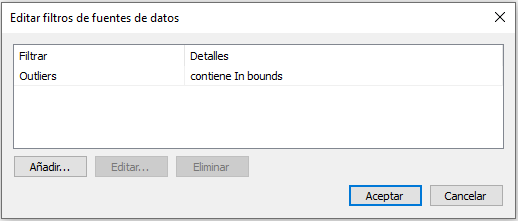 Editar filtros de fuentes de datos
Filtrar Detalles
Outliers contiene In bounds
Añadir... Editar... Eliminar
Aceptar Cancelar